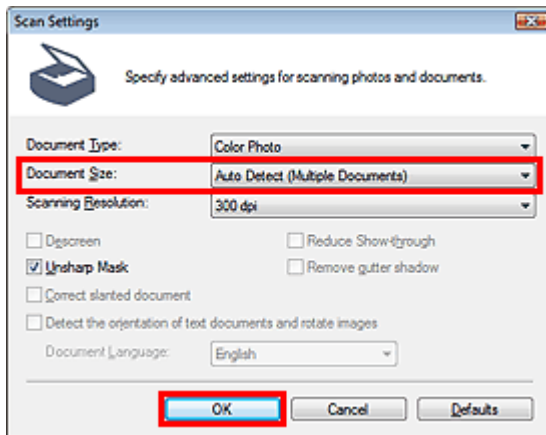 Scan Settings
Specify advanced settings for scanning photos and documents.
Document Type: Color Photo
Document Size: Auto Detect (Multiple Documents)
Scanning Resolution: 300 dpi
Descreen Reduce Show-through
Unsharp Mask Remove gutter shadow
Correct slanted document
Detect the orientation of text documents and rotate images
Document Language: English
OK Cancel Defaults